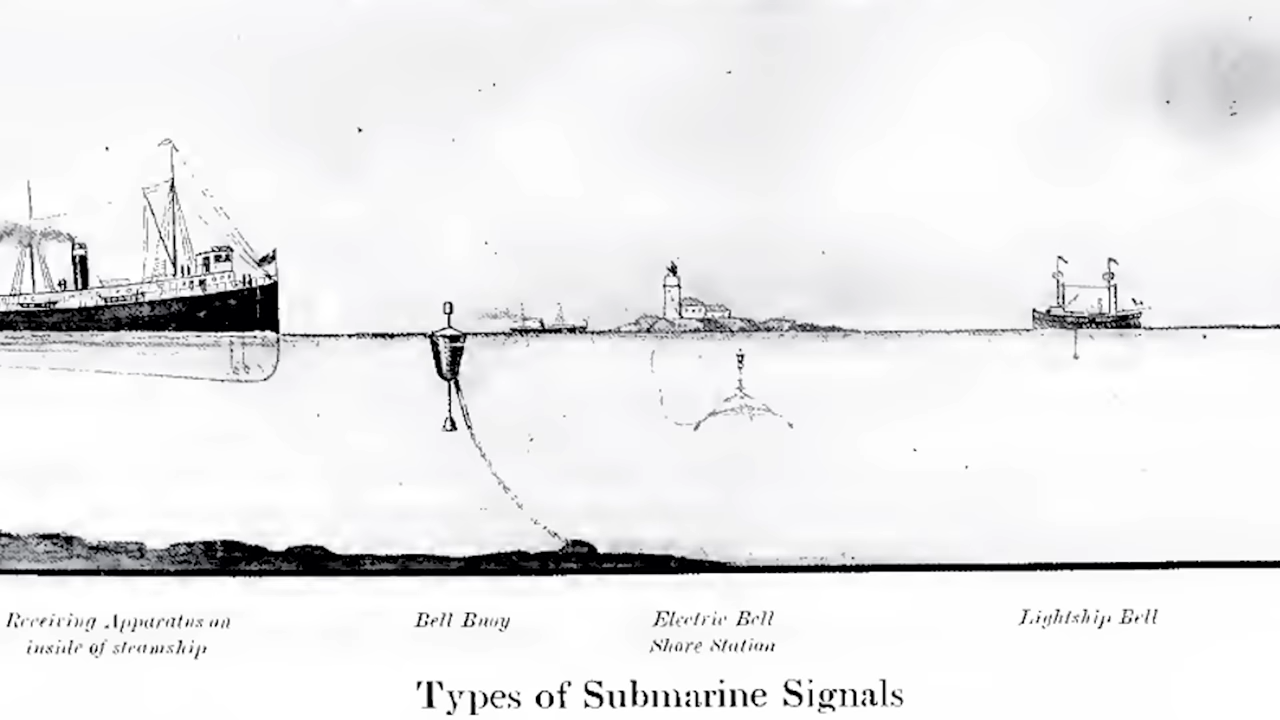 Receiving Apparatus on
inside of steamship
Bell Buoy
Electric Bell
Shore Station
Lightship Bell
Types of Submarine Signals